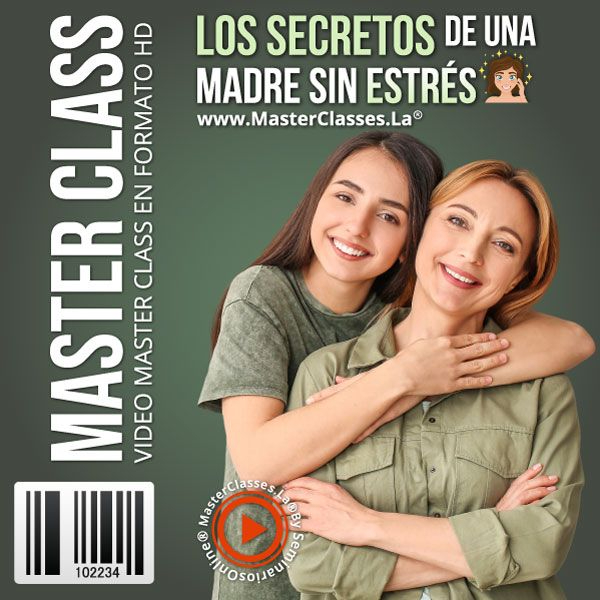 MASTER CLASS
VIDEO MASTER CLASS EN FORMATO HD
LOS SECRETOS DE UNA
MADRE SIN ESTRÉS
www.MasterClasses.La®
MasterClasses.La®By SeminariosOnline®
102234